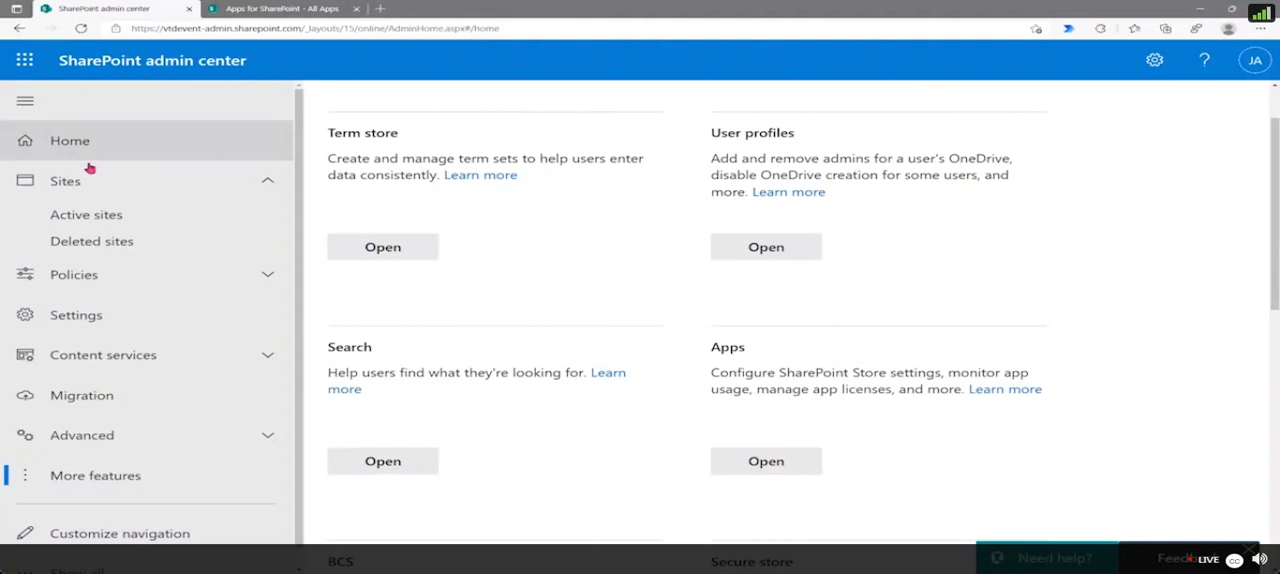 SharePoint admin center
Apps for SharePoint - All Apps
https://vtdevent-admin.sharepoint.com/_layouts/15/online/AdminHome.aspx#/home
SharePoint admin center
?
JA
Home
Sites
Active sites
Deleted sites
Policies
Settings
Content services
Migration
Advanced
More features
Customize navigation
Show all
Term store
Create and manage term sets to help users enter
data consistently. Learn more
Open
User profiles
Add and remove admins for a user's OneDrive,
disable OneDrive creation for some users, and
more. Learn more
Open
Search
Help users find what they're looking for. Learn
more
Open
Apps
Configure SharePoint Store settings, monitor app
usage, manage app licenses, and more. Learn more
Open
BCS
Secure store
Need help?
LIVE
CC